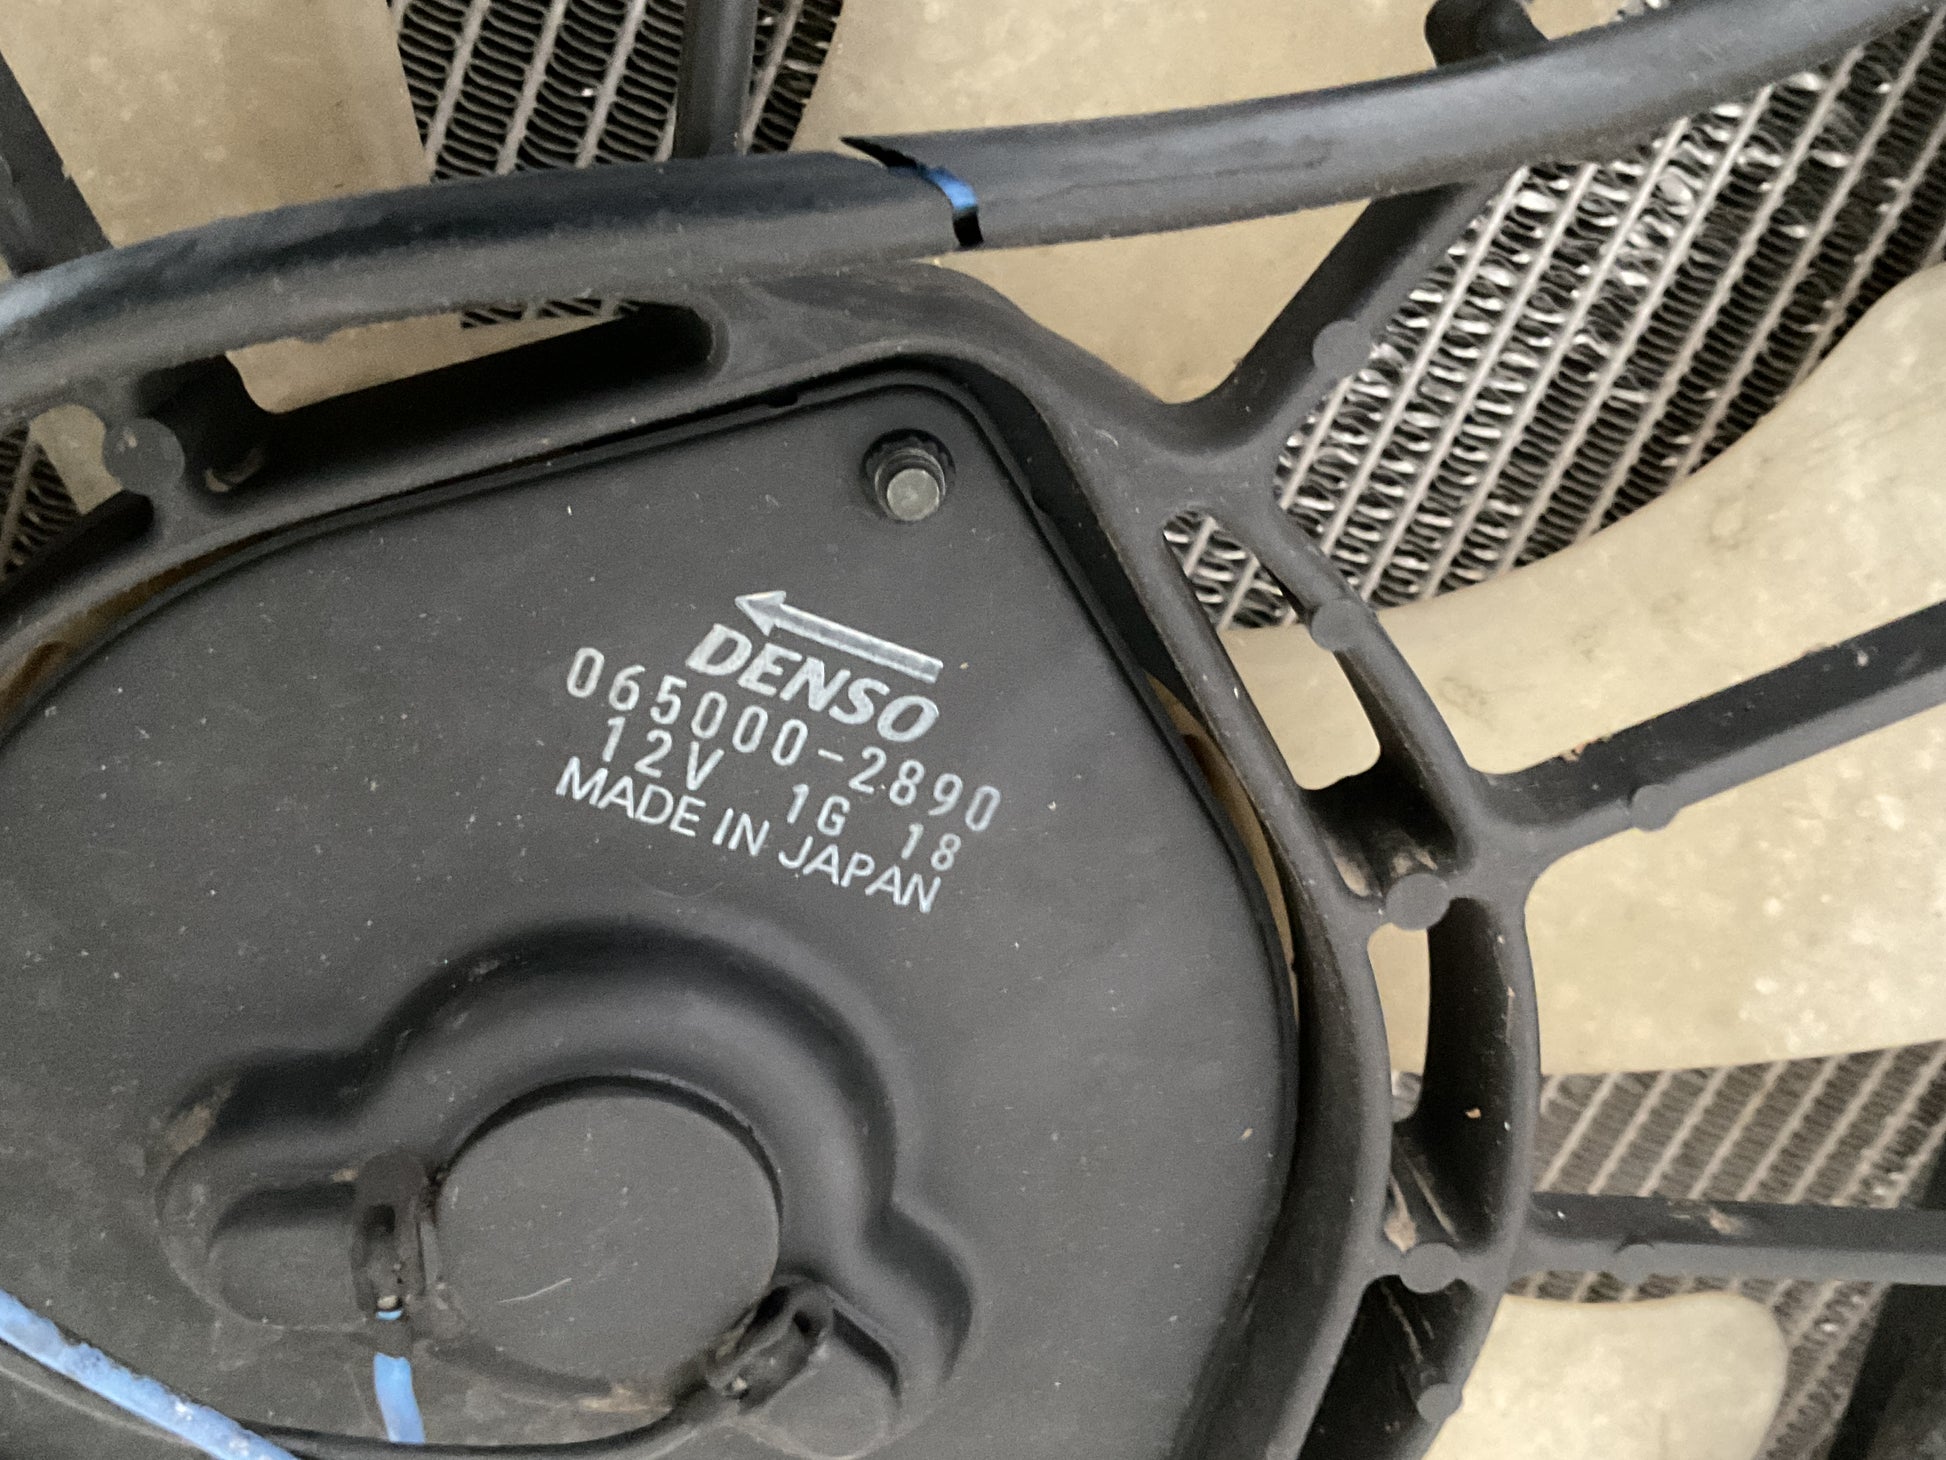 DENSO
065000-2890
12V 1G 18
MADE IN JAPAN